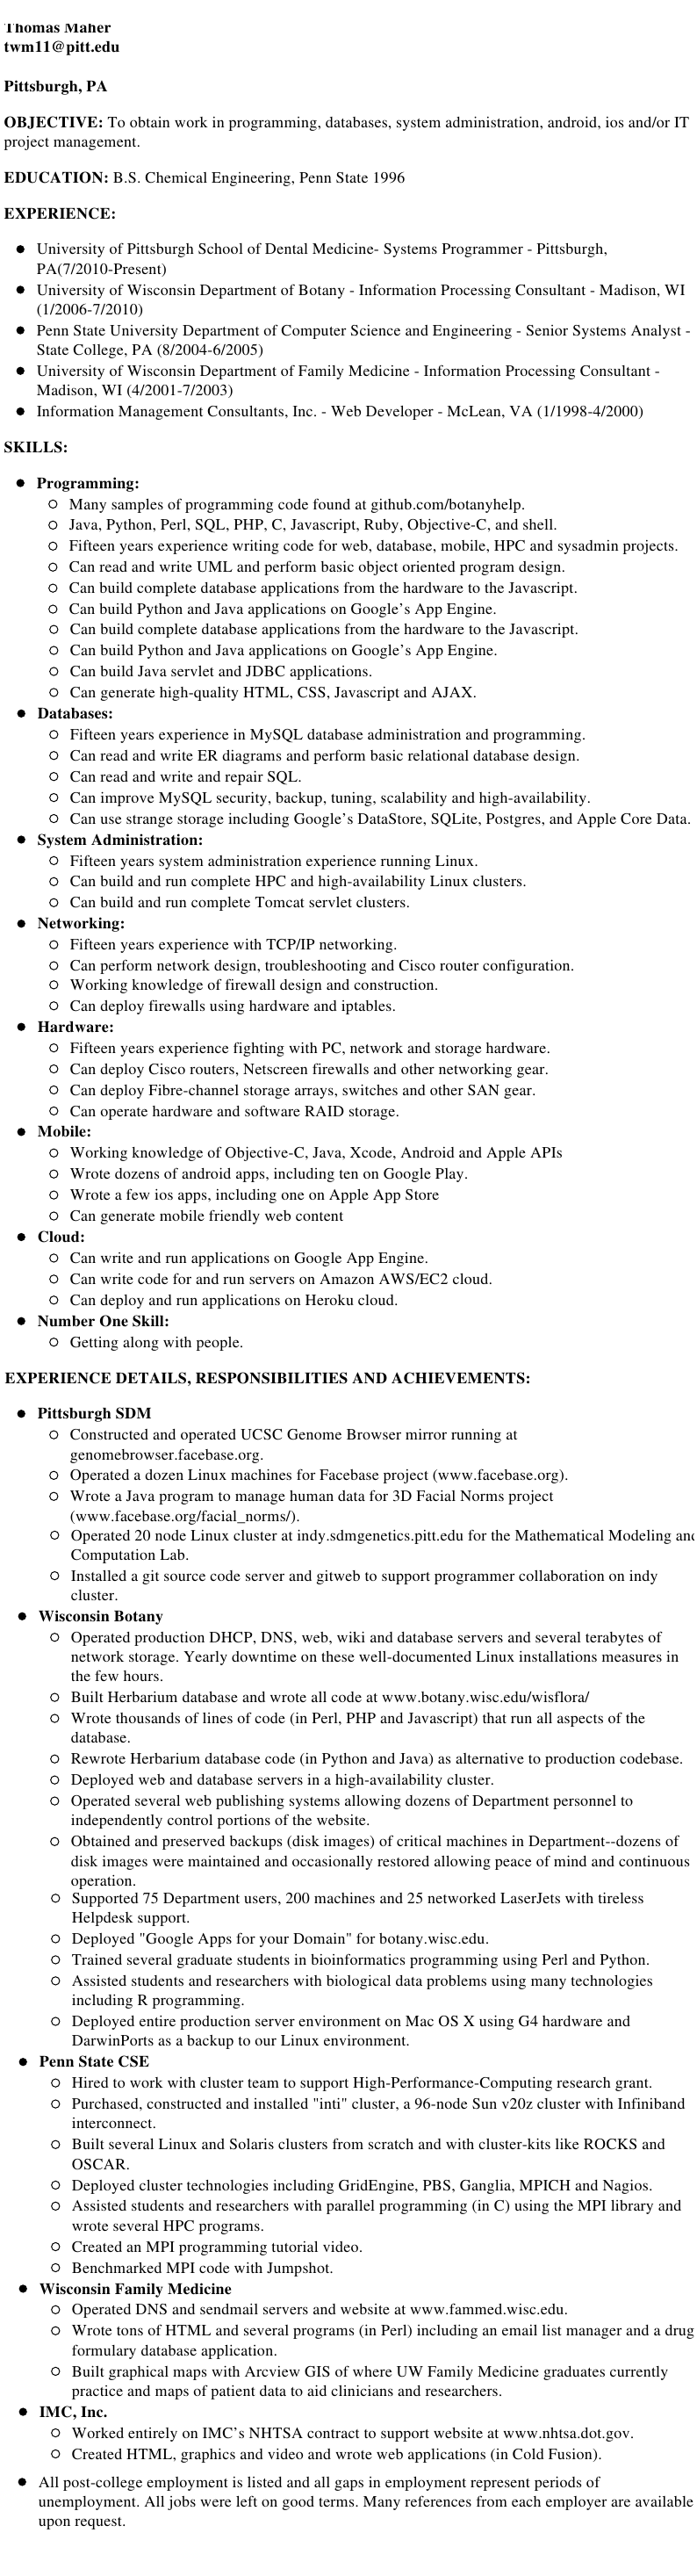 Thomas Maher
twm11@pitt.edu
Pittsburgh, PA
OBJECTIVE: To obtain work in programming, databases, system administration, android, ios and/or IT
project management.
EDUCATION: B.S. Chemical Engineering, Penn State 1996
EXPERIENCE:
● University of Pittsburgh School of Dental Medicine- Systems Programmer - Pittsburgh,
PA(7/2010-Present)
● University of Wisconsin Department of Botany - Information Processing Consultant - Madison, WI
(1/2006-7/2010)
● Penn State University Department of Computer Science and Engineering - Senior Systems Analyst -
State College, PA (8/2004-6/2005)
● University of Wisconsin Department of Family Medicine - Information Processing Consultant -
Madison, WI (4/2001-7/2003)
● Information Management Consultants, Inc. - Web Developer - McLean, VA (1/1998-4/2000)
SKILLS:
● Programming:
○ Many samples of programming code found at github.com/botanyhelp.
○ Java, Python, Perl, SQL, PHP, C, Javascript, Ruby, Objective-C, and shell.
○ Fifteen years experience writing code for web, database, mobile, HPC and sysadmin projects.
○ Can read and write UML and perform basic object oriented program design.
○ Can build complete database applications from the hardware to the Javascript.
○ Can build Python and Java applications on Google's App Engine.
○ Can build complete database applications from the hardware to the Javascript.
○ Can build Python and Java applications on Google's App Engine.
○ Can build Java servlet and JDBC applications.
○ Can generate high-quality HTML, CSS, Javascript and AJAX.
● Databases:
○ Fifteen years experience in MySQL database administration and programming.
○ Can read and write ER diagrams and perform basic relational database design.
○ Can read and write and repair SQL.
○ Can improve MySQL security, backup, tuning, scalability and high-availability.
○ Can use strange storage including Google's DataStore, SQLite, Postgres, and Apple Core Data.
● System Administration:
○ Fifteen years system administration experience running Linux.
○ Can build and run complete HPC and high-availability Linux clusters.
○ Can build and run complete Tomcat servlet clusters.
● Networking:
○ Fifteen years experience with TCP/IP networking.
○ Can perform network design, troubleshooting and Cisco router configuration.
○ Working knowledge of firewall design and construction.
○ Can deploy firewalls using hardware and iptables.
● Hardware:
○ Fifteen years experience fighting with PC, network and storage hardware.
○ Can deploy Cisco routers, Netscreen firewalls and other networking gear.
○ Can deploy Fibre-channel storage arrays, switches and other SAN gear.
○ Can operate hardware and software RAID storage.
● Mobile:
○ Working knowledge of Objective-C, Java, Xcode, Android and Apple APIs
○ Wrote dozens of android apps, including ten on Google Play.
○ Wrote a few ios apps, including one on Apple App Store
○ Can generate mobile friendly web content
● Cloud:
○ Can write and run applications on Google App Engine.
○ Can write code for and run servers on Amazon AWS/EC2 cloud.
○ Can deploy and run applications on Heroku cloud.
● Number One Skill:
○ Getting along with people.
EXPERIENCE DETAILS, RESPONSIBILITIES AND ACHIEVEMENTS:
● Pittsburgh SDM
○ Constructed and operated UCSC Genome Browser mirror running at
genomebrowser.facebase.org.
○ Operated a dozen Linux machines for Facebase project (www.facebase.org).
○ Wrote a Java program to manage human data for 3D Facial Norms project
(www.facebase.org/facial_norms/).
○ Operated 20 node Linux cluster at indy.sdmgenetics.pitt.edu for the Mathematical Modeling and
Computation Lab.
○ Installed a git source code server and gitweb to support programmer collaboration on indy
cluster.
● Wisconsin Botany
○ Operated production DHCP, DNS, web, wiki and database servers and several terabytes of
network storage. Yearly downtime on these well-documented Linux installations measures in
the few hours.
○ Built Herbarium database and wrote all code at www.botany.wisc.edu/wisflora/
○ Wrote thousands of lines of code (in Perl, PHP and Javascript) that run all aspects of the
database.
○ Rewrote Herbarium database code (in Python and Java) as alternative to production codebase.
○ Deployed web and database servers in a high-availability cluster.
○ Operated several web publishing systems allowing dozens of Department personnel to
independently control portions of the website.
○ Obtained and preserved backups (disk images) of critical machines in Department--dozens of
disk images were maintained and occasionally restored allowing peace of mind and continuous
operation.
○ Supported 75 Department users, 200 machines and 25 networked LaserJets with tireless
Helpdesk support.
○ Deployed "Google Apps for your Domain" for botany.wisc.edu.
○ Trained several graduate students in bioinformatics programming using Perl and Python.
○ Assisted students and researchers with biological data problems using many technologies
including R programming.
○ Deployed entire production server environment on Mac OS X using G4 hardware and
DarwinPorts as a backup to our Linux environment.
● Penn State CSE
○ Hired to work with cluster team to support High-Performance-Computing research grant.
○ Purchased, constructed and installed "inti" cluster, a 96-node Sun v20z cluster with Infiniband
interconnect.
○ Built several Linux and Solaris clusters from scratch and with cluster-kits like ROCKS and
OSCAR.
○ Deployed cluster technologies including GridEngine, PBS, Ganglia, MPICH and Nagios.
○ Assisted students and researchers with parallel programming (in C) using the MPI library and
wrote several HPC programs.
○ Created an MPI programming tutorial video.
○ Benchmarked MPI code with Jumpshot.
● Wisconsin Family Medicine
○ Operated DNS and sendmail servers and website at www.fammed.wisc.edu.
○ Wrote tons of HTML and several programs (in Perl) including an email list manager and a drug
formulary database application.
○ Built graphical maps with Arcview GIS of where UW Family Medicine graduates currently
practice and maps of patient data to aid clinicians and researchers.
● IMC, Inc.
○ Worked entirely on IMC's NHTSA contract to support website at www.nhtsa.dot.gov.
○ Created HTML, graphics and video and wrote web applications (in Cold Fusion).
● All post-college employment is listed and all gaps in employment represent periods of
unemployment. All jobs were left on good terms. Many references from each employer are available
upon request.